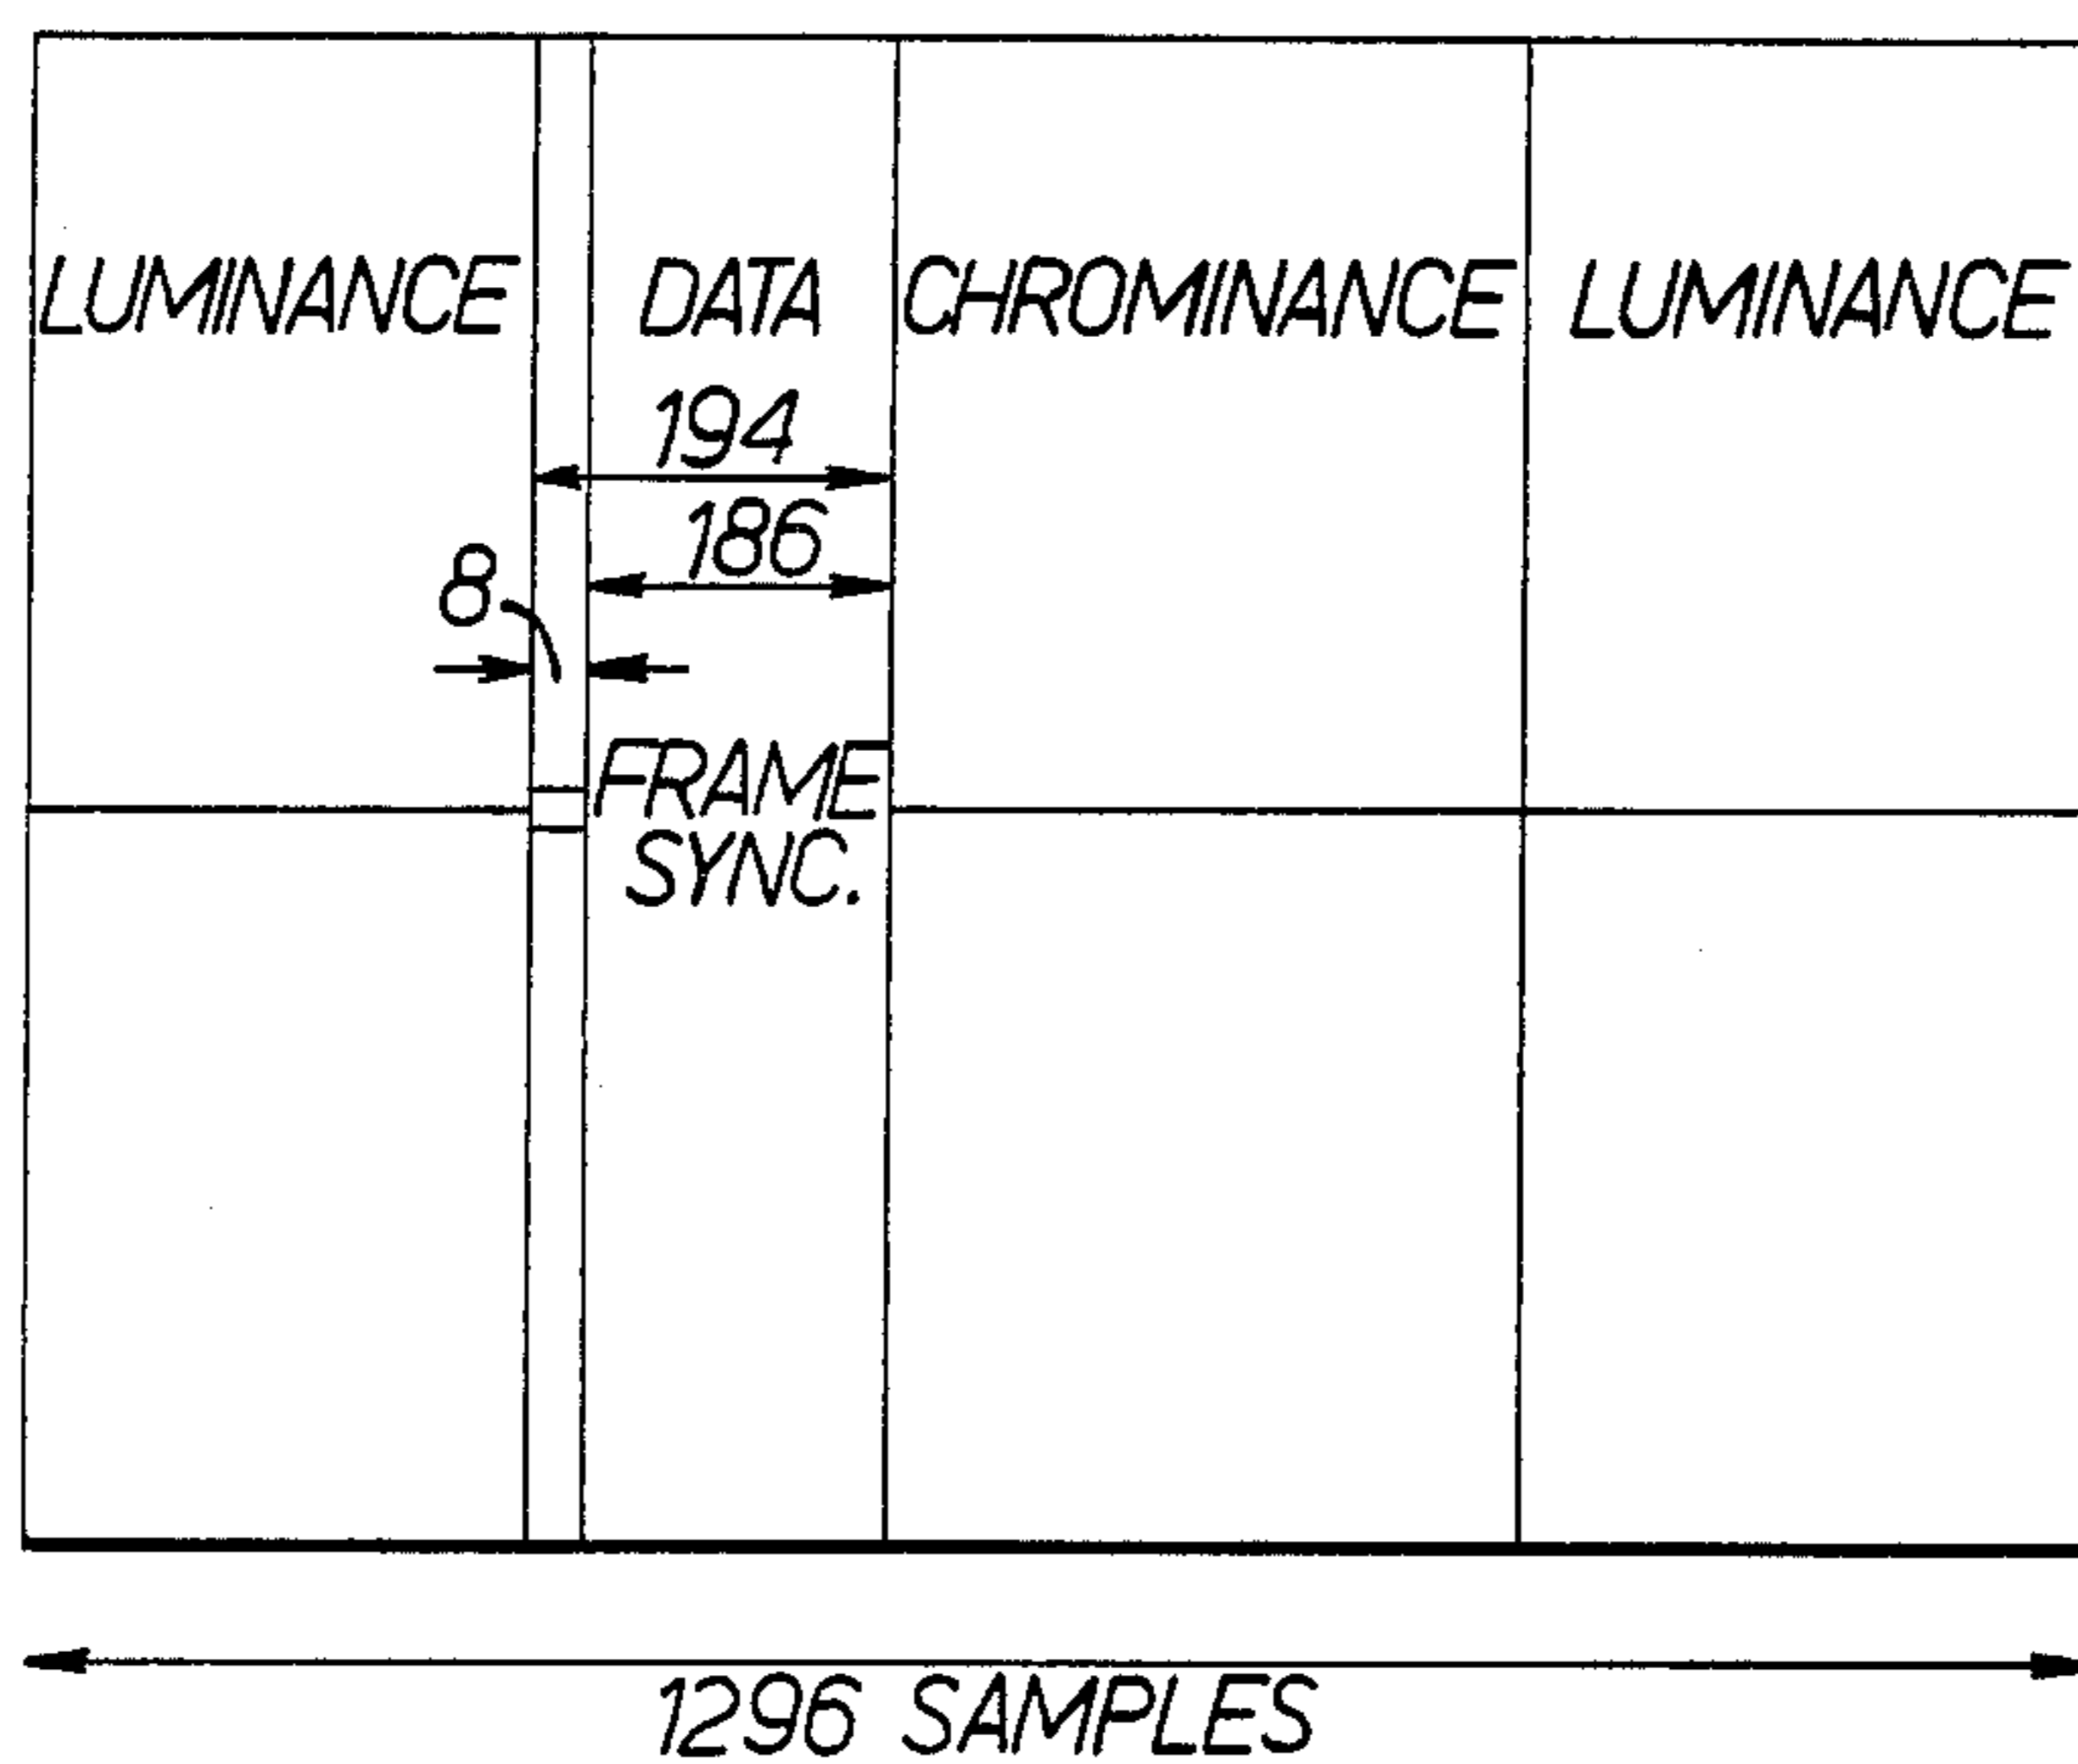 LUMINANCE DATA CHROMINANCE LUMINANCE
194
186
8
FRAME
SYNC.
1296 SAMPLES